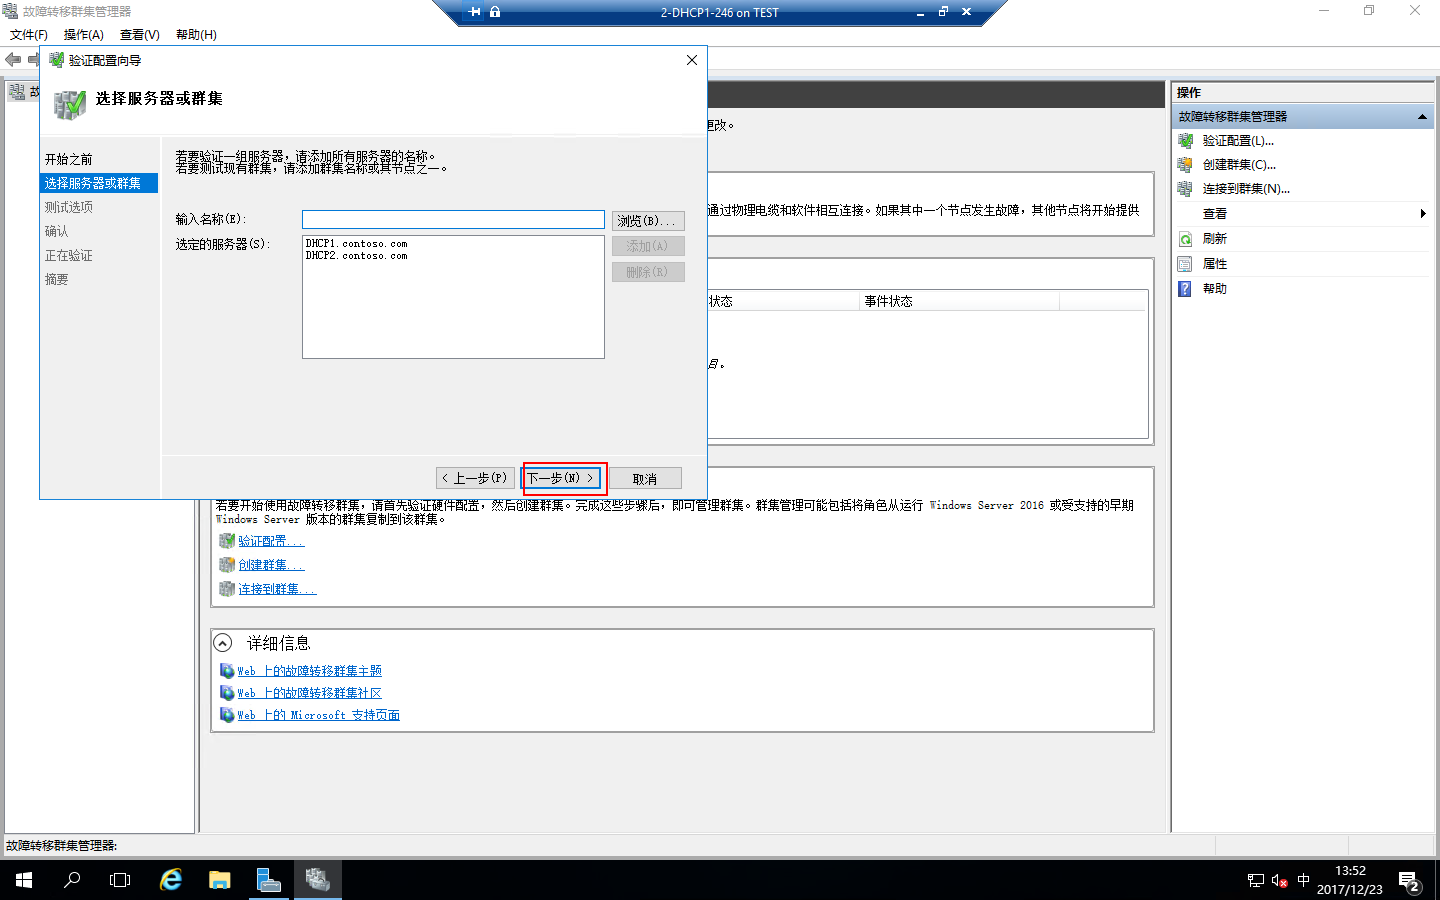 故障转移群集管理器
2-DHCP1-246 on TEST
文件(F) 操作(A) 查看(V) 帮助(H)
验证配置向导
选择服务器或群集
开始之前
选择服务器或群集
测试选项
确认
正在验证
摘要
若要验证一组服务器，请添加所有服务器的名称。
若要测试现有群集，请添加群集名称或其节点之一。
输入名称(E):
浏览(B)...
选定的服务器(S):
DHCP1.contoso.com
DHCP2.contoso.com
添加(A)
删除(R)
< 上一步(P)
下一步(N) >
取消
故
更改。
通过物理电缆和软件相互连接。如果其中一个节点发生故障，其他节点将开始提供
状态
事件状态
目。
若要开始使用故障转移群集，请首先验证硬件配置，然后创建群集。完成这些步骤后，即可管理群集。群集管理可能包括将角色从运行 Windows Server 2016 或受支持的早期
Windows Server 版本的群集复制到该群集。
验证配置...
创建群集...
连接到群集...
详细信息
Web 上的故障转移群集主题
Web 上的故障转移群集社区
Web 上的 Microsoft 支持页面
操作
故障转移群集管理器
验证配置(L)...
创建群集(C)...
连接到群集(N)...
查看
刷新
属性
帮助
故障转移群集管理器:
中
13:52
2017/12/23
2